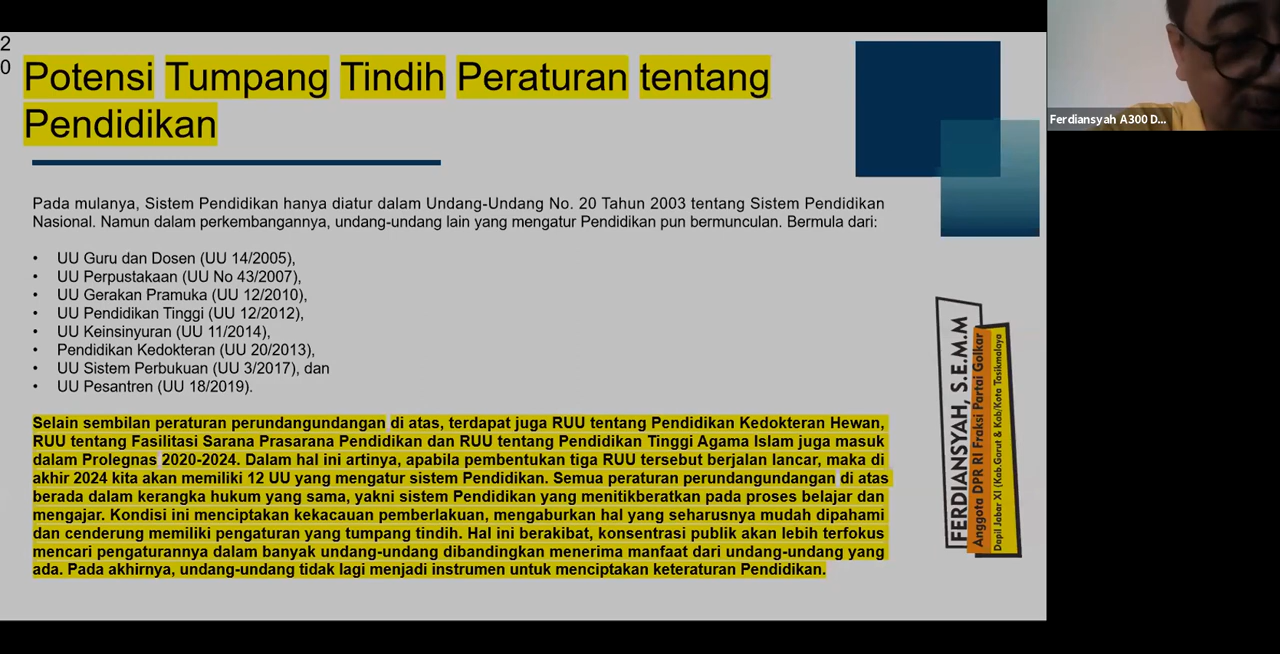 2
0
Potensi Tumpang Tindih Peraturan tentang
Pendidikan
Pada mulanya, Sistem Pendidikan hanya diatur dalam Undang-Undang No. 20 Tahun 2003 tentang Sistem Pendidikan
Nasional. Namun dalam perkembangannya, undang-undang lain yang mengatur Pendidikan pun bermunculan. Bermula dari:
• UU Guru dan Dosen (UU 14/2005),
• UU Perpustakaan (UU No 43/2007),
• UU Gerakan Pramuka (UU 12/2010),
• UU Pendidikan Tinggi (UU 12/2012),
• UU Keinsinyuran (UU 11/2014),
• Pendidikan Kedokteran (UU 20/2013),
• UU Sistem Perbukuan (UU 3/2017), dan
• UU Pesantren (UU 18/2019).
Selain sembilan peraturan perundangundangan di atas, terdapat juga RUU tentang Pendidikan Kedokteran Hewan,
RUU tentang Fasilitasi Sarana Prasarana Pendidikan dan RUU tentang Pendidikan Tinggi Agama Islam juga masuk
dalam Prolegnas 2020-2024. Dalam hal ini artinya, apabila pembentukan tiga RUU tersebut berjalan lancar, maka di
akhir 2024 kita akan memiliki 12 UU yang mengatur sistem Pendidikan. Semua peraturan perundangundangan di atas
berada dalam kerangka hukum yang sama, yakni sistem Pendidikan yang menitikberatkan pada proses belajar dan
mengajar. Kondisi ini menciptakan kekacauan pemberlakuan, mengaburkan hal yang seharusnya mudah dipahami
dan cenderung memiliki pengaturan yang tumpang tindih. Hal ini berakibat, konsentrasi publik akan lebih terfokus
mencari pengaturannya dalam banyak undang-undang dibandingkan menerima manfaat dari undang-undang yang
ada. Pada akhirnya, undang-undang tidak lagi menjadi instrumen untuk menciptakan keteraturan Pendidikan.
FERDIANSYAH, S.E.M.M
Anggota DPR RI Fraksi Partai Golkar
Dapil Jabar XI (Kab.Garut & Kab/Kota Tasikmalaya
Ferdiansyah A300 D...